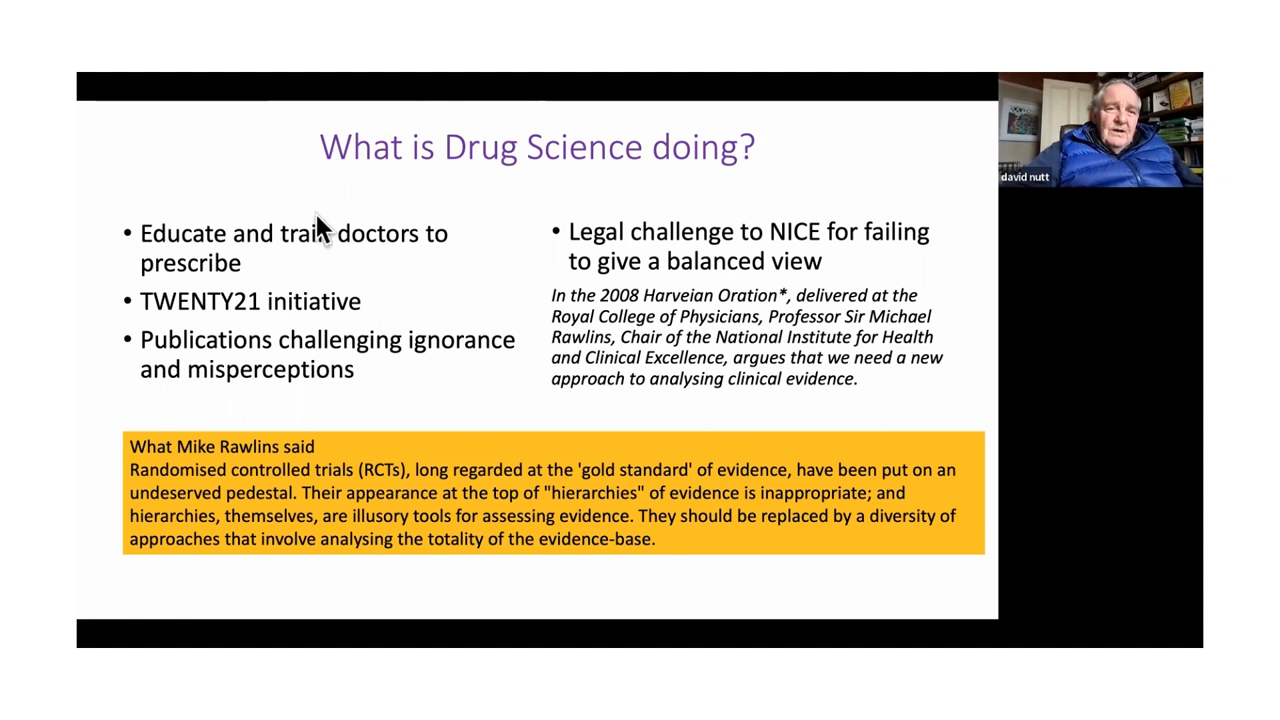 What is Drug Science doing?
• Educate and train doctors to
prescribe
• TWENTY21 initiative
• Publications challenging ignorance
and misperceptions
• Legal challenge to NICE for failing
to give a balanced view
In the 2008 Harveian Oration*, delivered at the
Royal College of Physicians, Professor Sir Michael
Rawlins, Chair of the National Institute for Health
and Clinical Excellence, argues that we need a new
approach to analysing clinical evidence.
What Mike Rawlins said
Randomised controlled trials (RCTs), long regarded at the 'gold standard' of evidence, have been put on an
undeserved pedestal. Their appearance at the top of "hierarchies" of evidence is inappropriate; and
hierarchies, themselves, are illusory tools for assessing evidence. They should be replaced by a diversity of
approaches that involve analysing the totality of the evidence-base.
david nutt